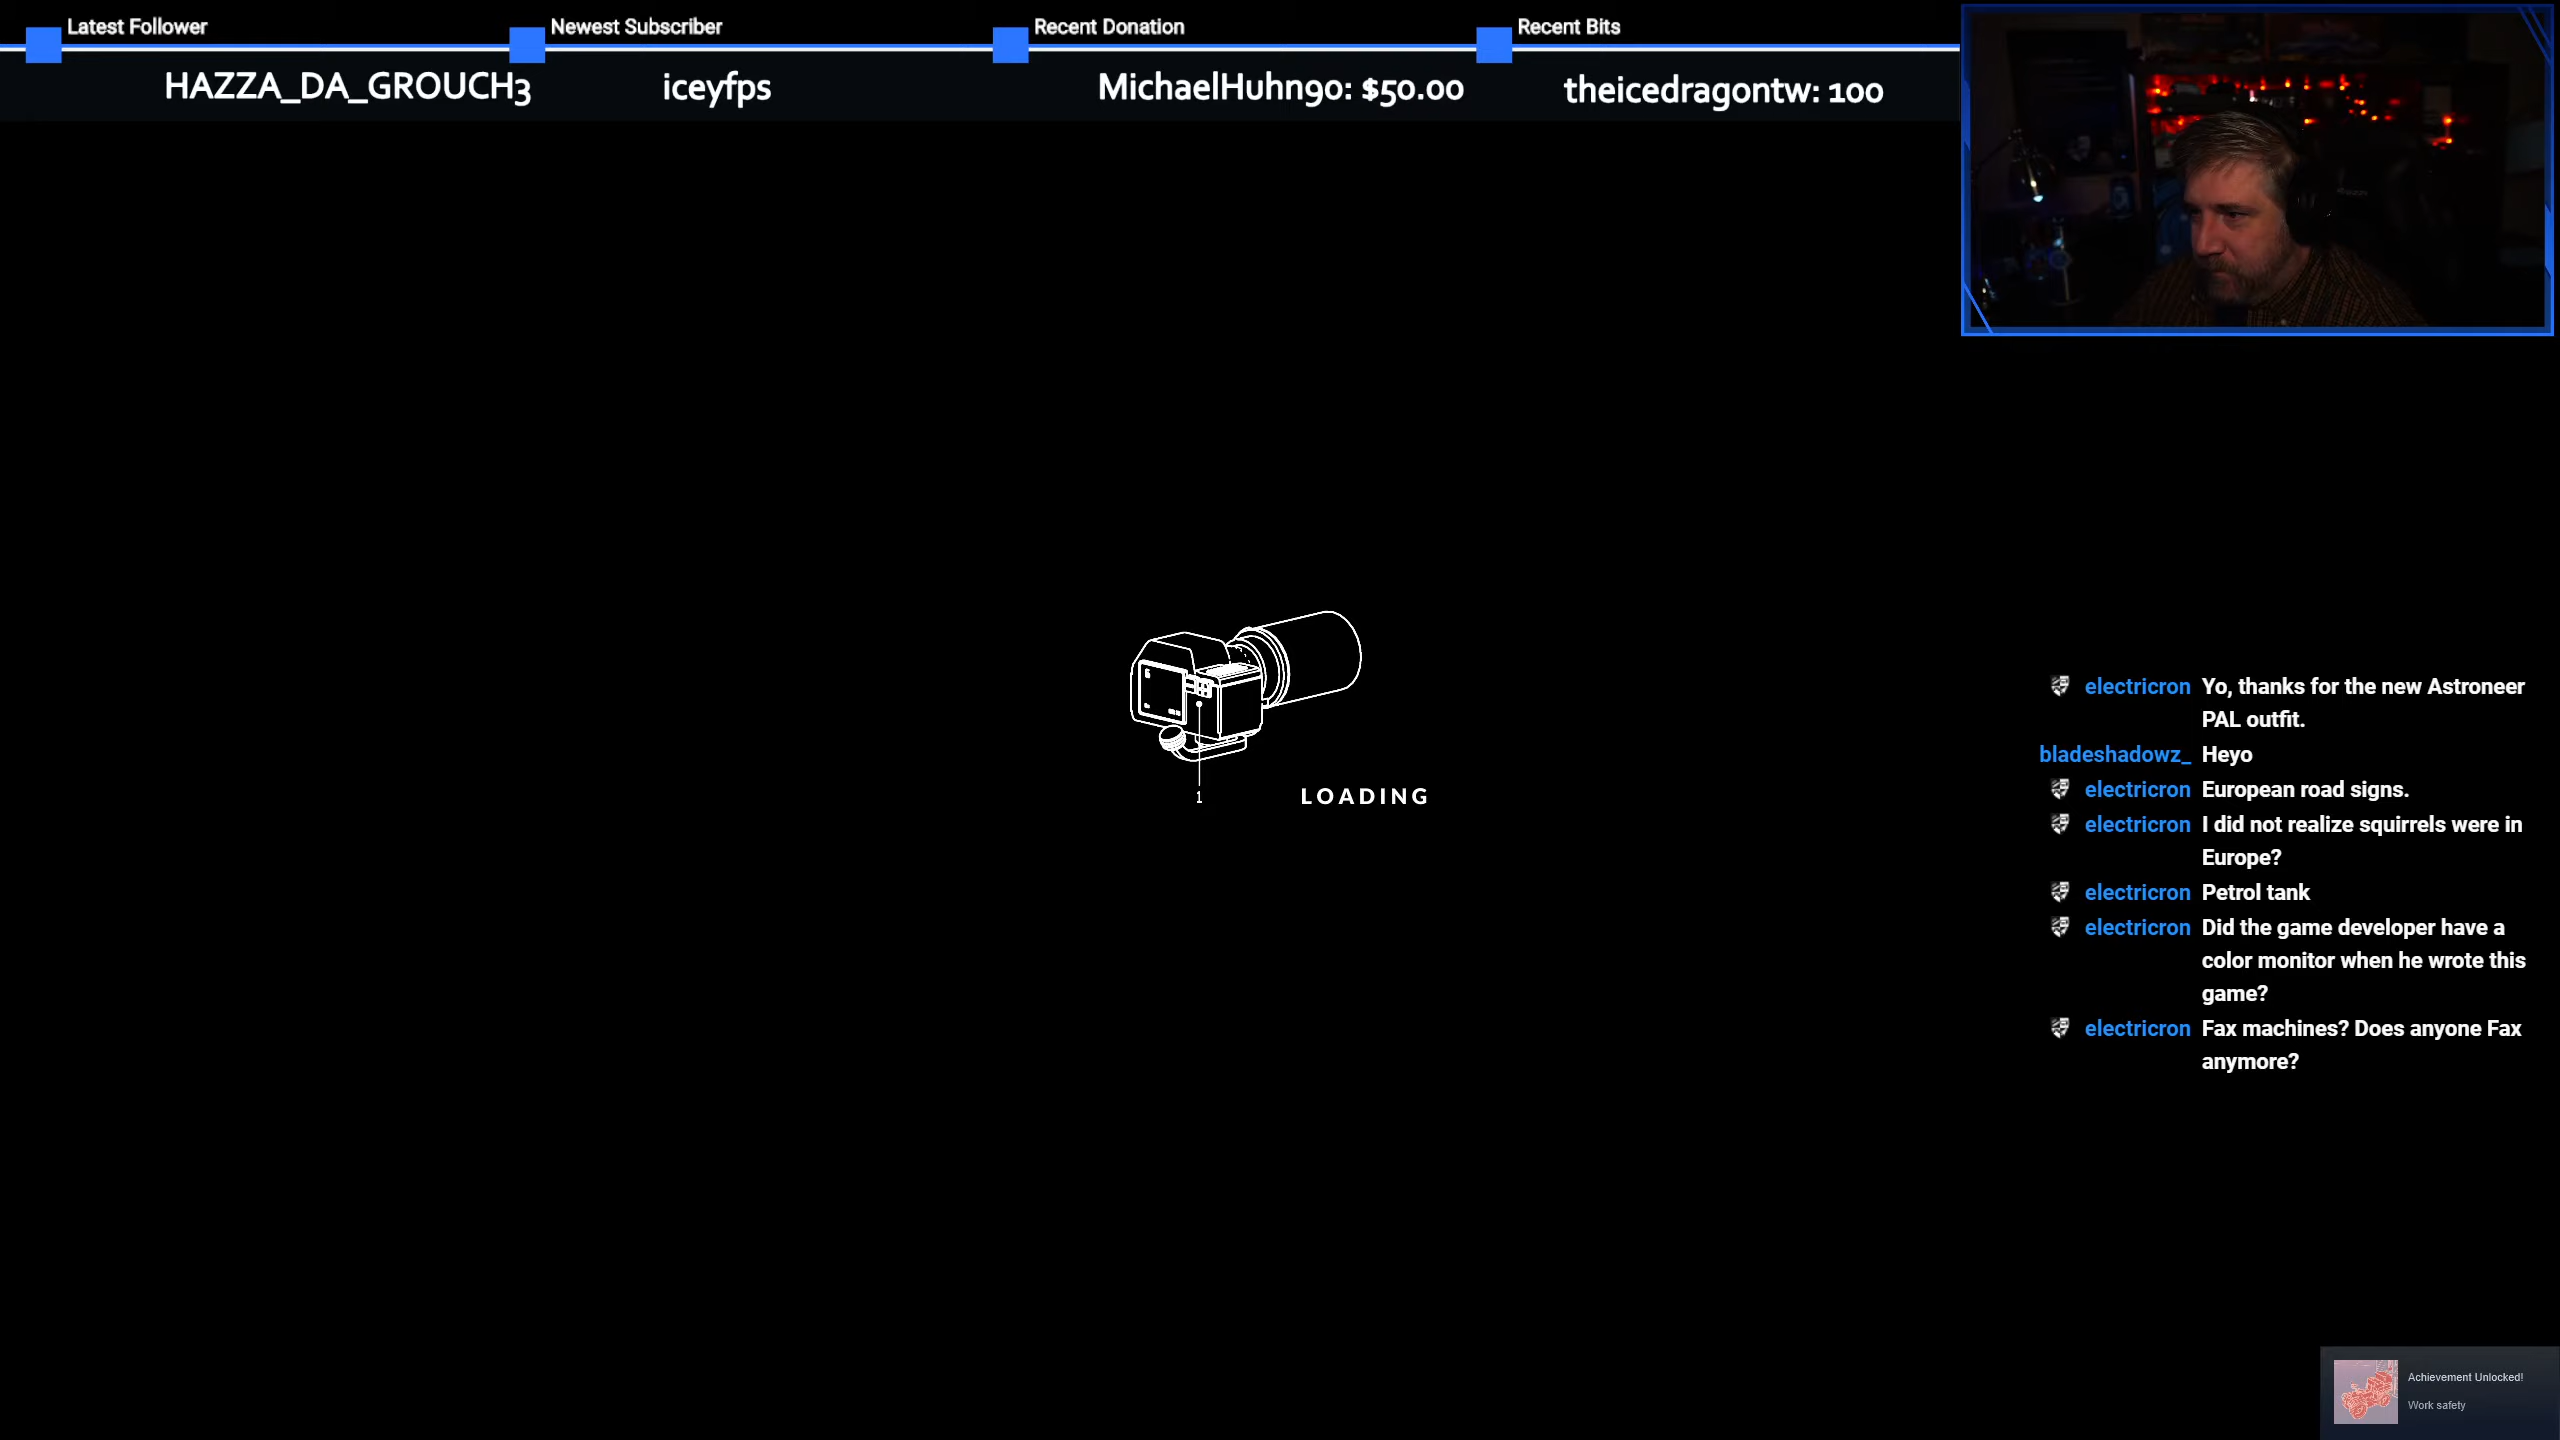 Latest Follower
HAZZA_DA_GROUCH3
Newest Subscriber
iceyfps
Recent Donation
MichaelHuhn90: $50.00
Recent Bits
theicedragontw: 100
1
LOADING
electricron Yo, thanks for the new Astroneer
PAL outfit.
bladeshadowz_ Heyo
electricron European road signs.
electricron I did not realize squirrels were in
Europe?
electricron Petrol tank
electricron Did the game developer have a
color monitor when he wrote this
game?
electricron Fax machines? Does anyone Fax
anymore?
Achievement Unlocked!
Work safety